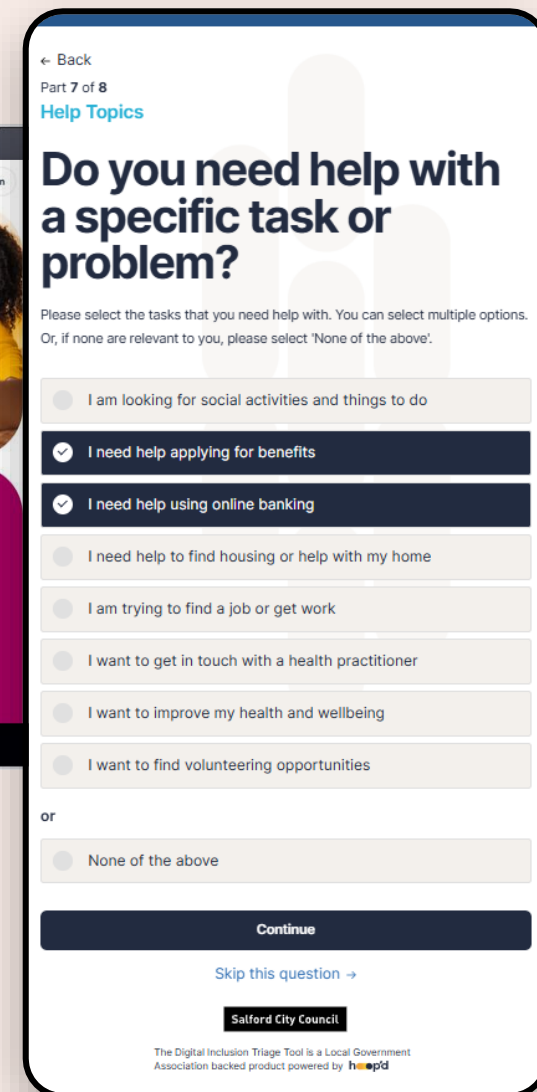 ← Back
Part 7 of 8
Help Topics
Do you need help with
a specific task or
problem?
Please select the tasks that you need help with. You can select multiple options.
Or, if none are relevant to you, please select 'None of the above'.
I am looking for social activities and things to do
I need help applying for benefits
I need help using online banking
I need help to find housing or help with my home
I am trying to find a job or get work
I want to get in touch with a health practitioner
I want to improve my health and wellbeing
I want to find volunteering opportunities
or
None of the above
Continue
Skip this question →
Salford City Council
The Digital Inclusion Triage Tool is a Local Government
Association backed product powered by hoop'd